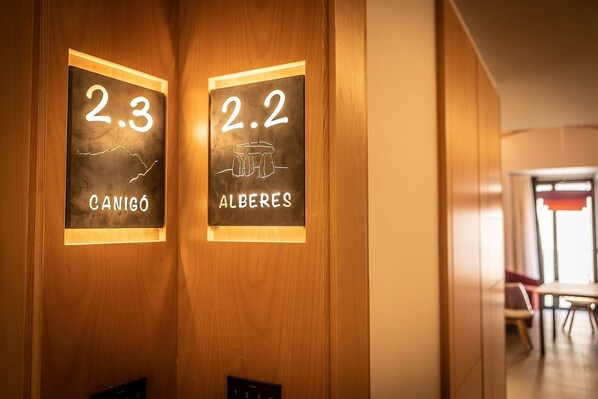 2.3
CANIGÓ
2.2
ALBERES